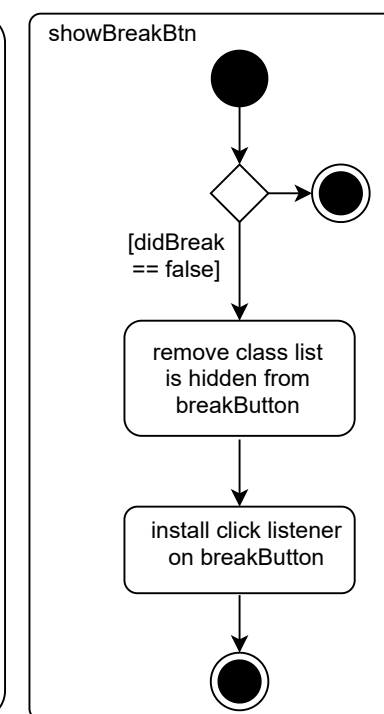 showBreakBtn
[didBreak
== false]
remove class list
is hidden from
breakButton
install click listener
on breakButton